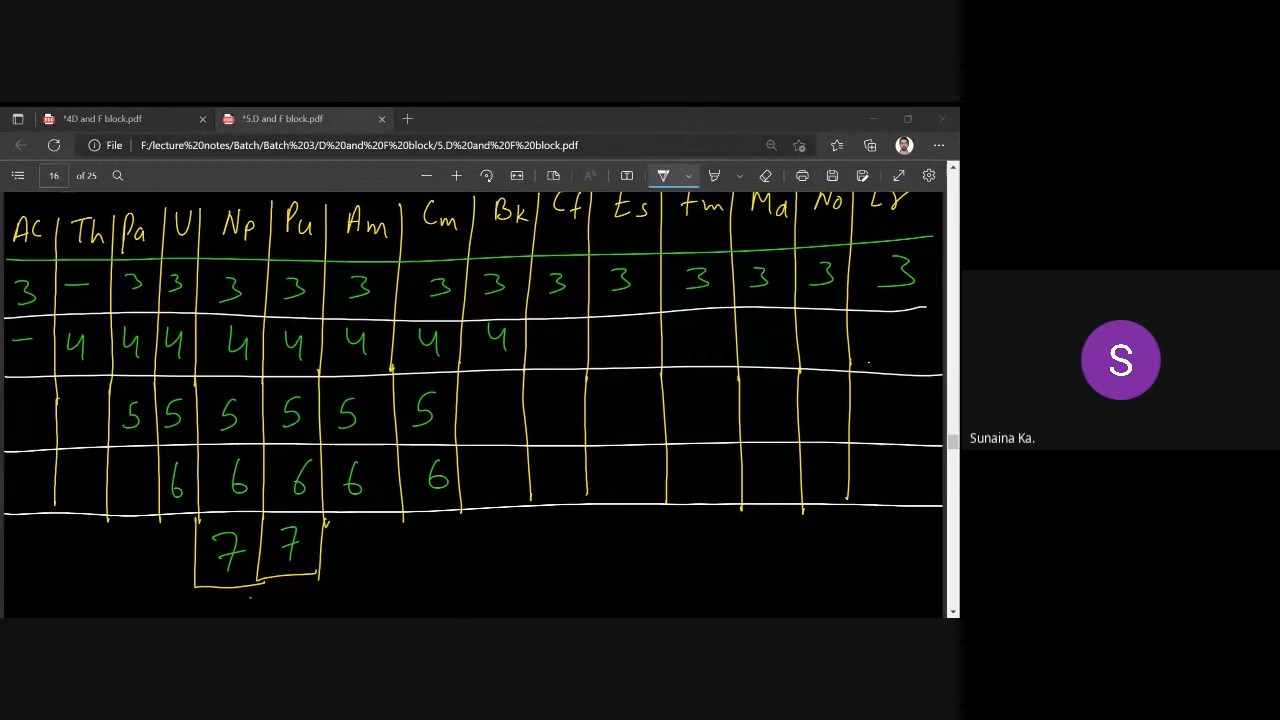 *4D and F block.pdf
*5.D and F block.pdf
File F:/lecture%20notes/Batch/Batch%203/D%20and%20F%20block/5.D%20and%20F%20block.pdf
16 of 25
AC Th Pa U Np Pu Am Cm Bk Cf Es Fm Md No Lr
3 – 3 3 3 3 3 3 3 3 3 3 3 3 3
– 4 4 4 4 4 4 4 4
5 5 5 5 5 5
6 6 6 6 6
7 7
S
Sunaina Ka.